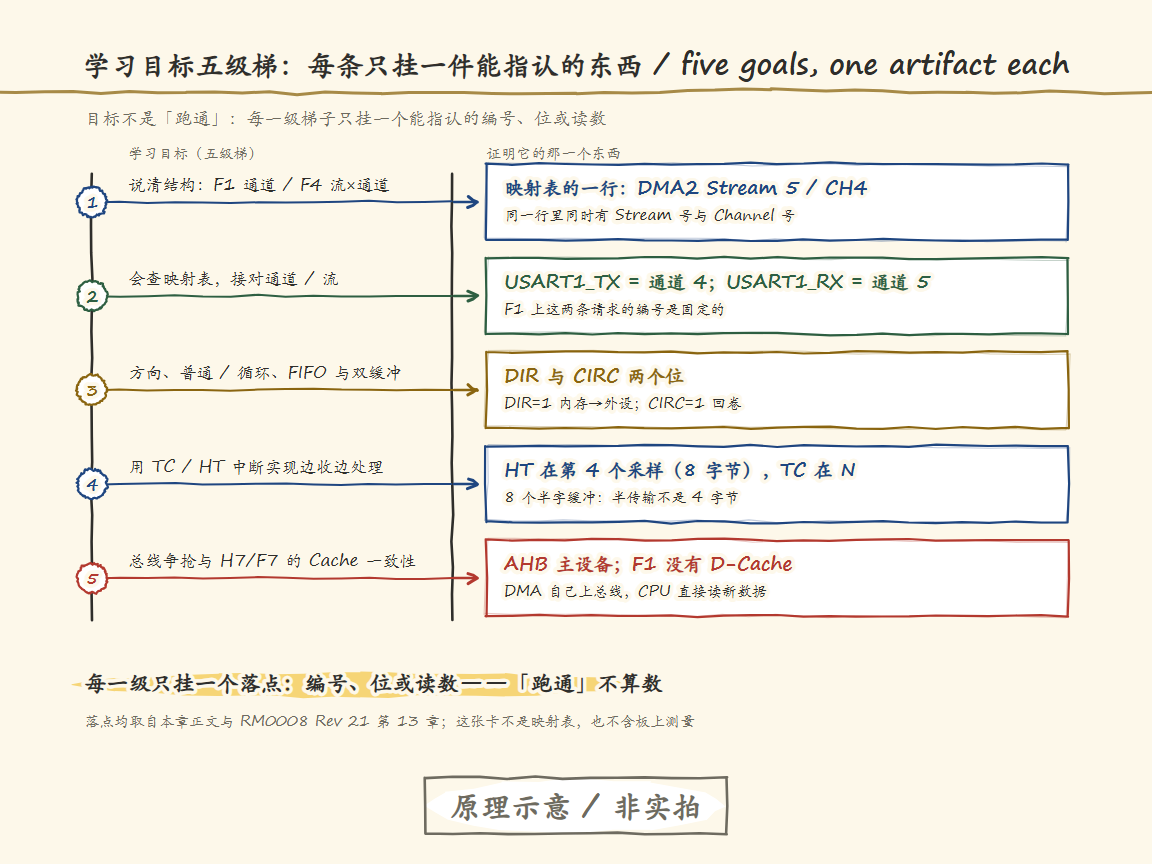 学习目标五级梯：每条只挂一件能指认的东西 / five goals, one artifact each
目标不是「跑通」：每一级梯子只挂一个能指认的编号、位或读数
学习目标（五级梯）
证明它的那一个东西
1
说清结构：F1 通道 / F4 流×通道
映射表的一行：DMA2 Stream 5 / CH4
同一行里同时有 Stream 号与 Channel 号
2
会查映射表，接对通道 / 流
USART1_TX = 通道 4；USART1_RX = 通道 5
F1 上这两条请求的编号是固定的
3
方向、普通 / 循环、FIFO 与双缓冲
DIR 与 CIRC 两个位
DIR=1 内存→外设；CIRC=1 回卷
4
用 TC / HT 中断实现边收边处理
HT 在第 4 个采样（8 字节），TC 在 N
8 个半字缓冲：半传输不是 4 字节
5
总线争抢与 H7/F7 的 Cache 一致性
AHB 主设备；F1 没有 D-Cache
DMA 自己上总线，CPU 直接读新数据
每一级只挂一个落点：编号、位或读数——「跑通」不算数
落点均取自本章正文与 RM0008 Rev 21 第 13 章；这张卡不是映射表，也不含板上测量
原理示意 / 非实拍